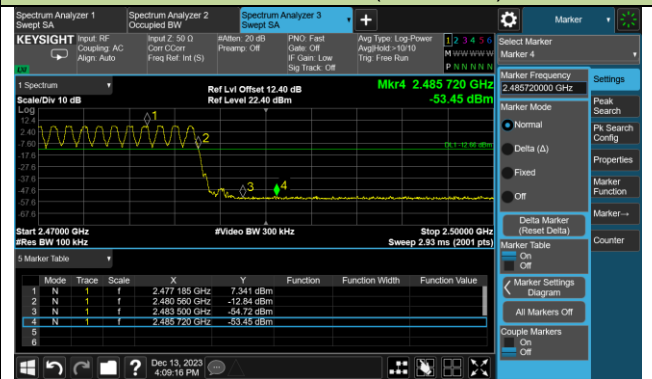 Spectrum Analyzer 1
Swept SA
Spectrum Analyzer 2
Occupied BW
Spectrum Analyzer 3
Swept SA
Marker
KEYSIGHT
Input: RF
Coupling: AC
Align: Auto
Input Z: 50 Ω
Corr CCorr
Freq Ref: Int (S)
#Atten: 20 dB
Preamp: Off
PNO: Fast
Gate: Off
IF Gain: Low
Sig Track: Off
Avg Type: Log-Power
Avg|Hold:>10/10
Trig: Free Run
1 2 3 4 5 6
M W W W W W
P N N N N N
Select Marker
Marker 4
1 Spectrum
Scale/Div 10 dB
Log
Ref Lvl Offset 12.40 dB
Ref Level 22.40 dBm
Mkr4 2.485 720 GHz
-53.45 dBm
12.4
2.40
-7.60
-17.6
-27.6
-37.6
-47.6
-57.6
-67.6
1
2
3
4
DL1 -12.66 dBm
Start 2.47000 GHz
#Res BW 100 kHz
#Video BW 300 kHz
Stop 2.50000 GHz
Sweep 2.93 ms (2001 pts)
5 Marker Table
Mode Trace Scale X Y Function Function Width Function Value
1 N 1 f 2.477 185 GHz 7.341 dBm
2 N 1 f 2.480 560 GHz -12.84 dBm
3 N 1 f 2.483 500 GHz -54.72 dBm
4 N 1 f 2.485 720 GHz -53.45 dBm
5
6
Marker Frequency
2.485720000 GHz
Marker Mode
Normal
Delta (Δ)
Fixed
Off
Delta Marker
(Reset Delta)
Marker Table
On
Off
Marker Settings
Diagram
All Markers Off
Couple Markers
On
Off
Settings
Peak
Search
Pk Search
Config
Properties
Marker
Function
Marker→
Counter
Dec 13, 2023
4:09:16 PM